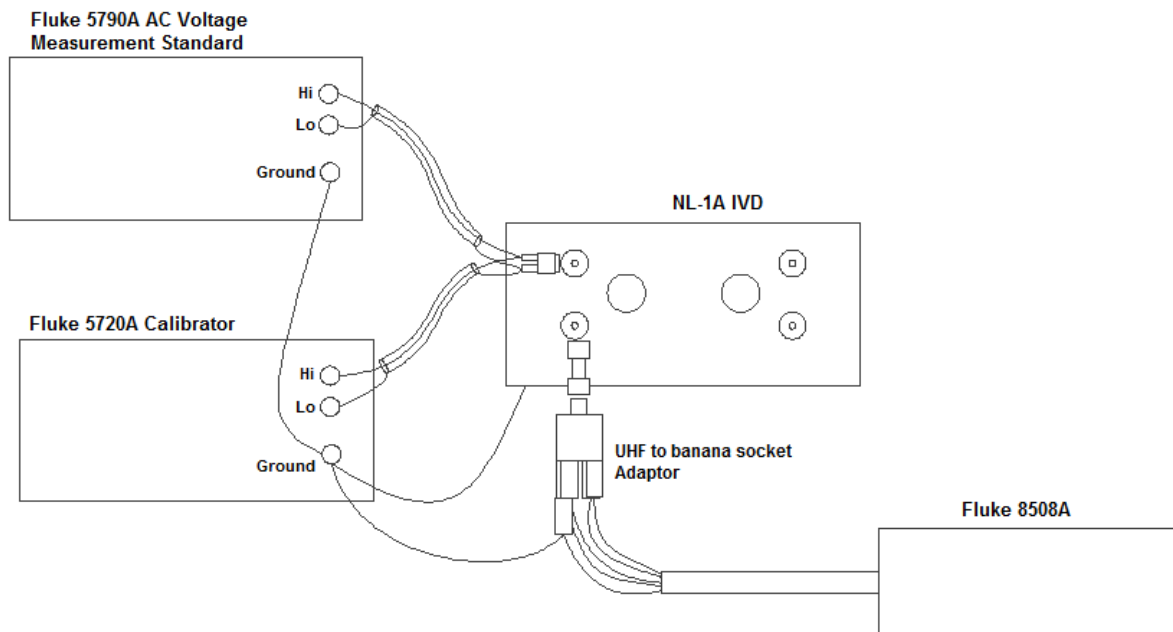 Fluke 5790A AC Voltage
Measurement Standard
Hi
Lo
Ground
NL-1A IVD
Fluke 5720A Calibrator
Hi
Lo
Ground
UHF to banana socket
Adaptor
Fluke 8508A